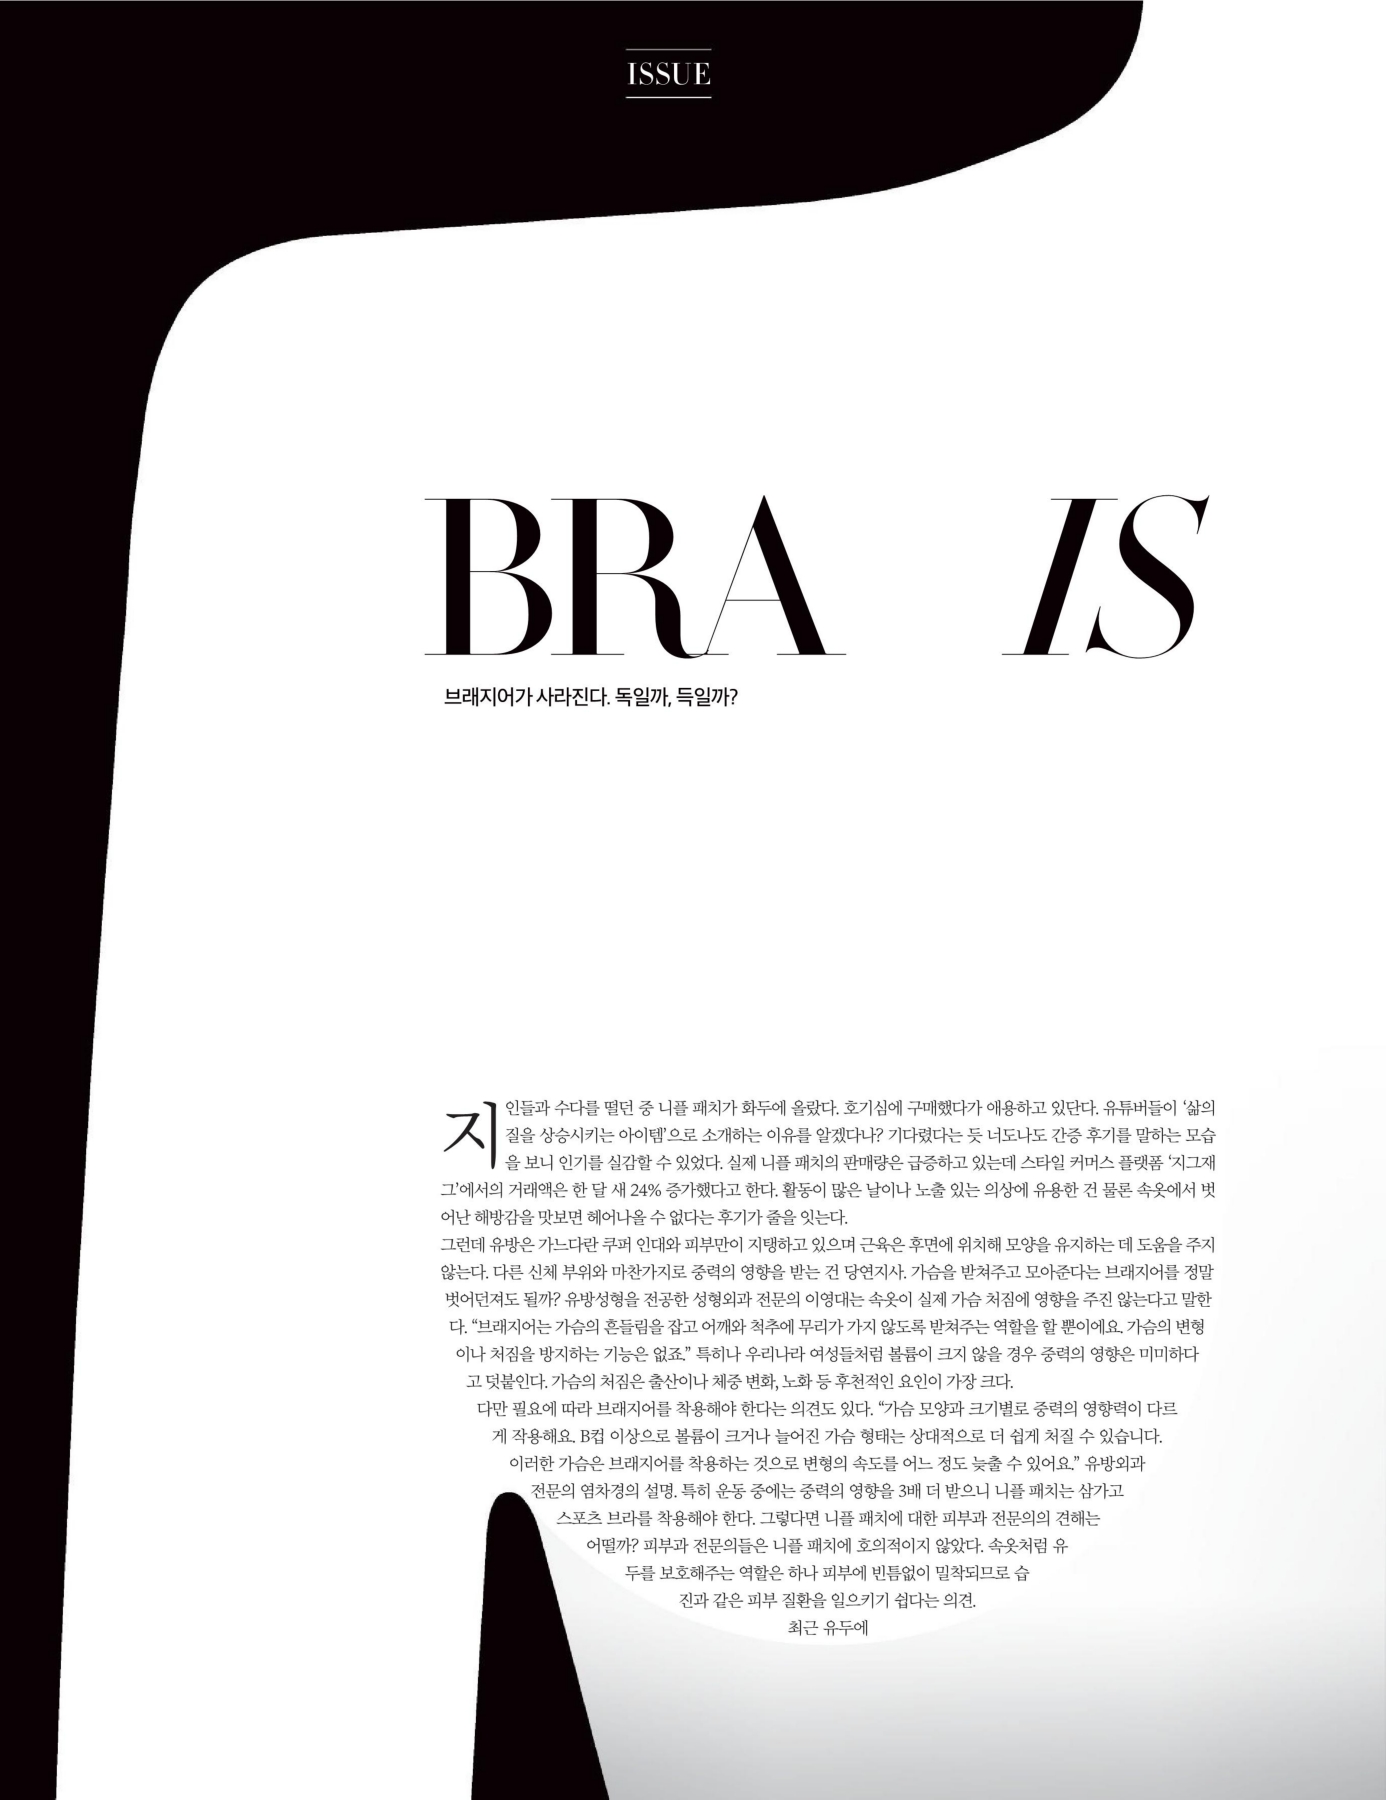 ISSUE
BRA IS
브래지어가 사라진다. 독일까, 득일까?
지인들과 수다를 떨던 중 니플 패치가 화두에 올랐다. 호기심에 구매했다가 애용하고 있단다. 유튜버들이 ‘삶의
질을 상승시키는 아이템’으로 소개하는 이유를 알겠다나? 기다렸다는 듯 너도나도 간증 후기를 말하는 모습
을 보니 인기를 실감할 수 있었다. 실제 니플 패치의 판매량은 급증하고 있는데 스타일 커머스 플랫폼 ‘지그재
그’에서의 거래액은 한 달 새 24% 증가했다고 한다. 활동이 많은 날이나 노출 있는 의상에 유용한 건 물론 속옷에서 벗
어난 해방감을 맛보면 헤어나올 수 없다는 후기가 줄을 잇는다.
그런데 유방은 가느다란 쿠퍼 인대와 피부만이 지탱하고 있으며 근육은 후면에 위치해 모양을 유지하는 데 도움을 주지
않는다. 다른 신체 부위와 마찬가지로 중력의 영향을 받는 건 당연지사. 가슴을 받쳐주고 모아준다는 브래지어를 정말
벗어던져도 될까? 유방성형을 전공한 성형외과 전문의 이영대는 속옷이 실제 가슴 처짐에 영향을 주진 않는다고 말한
다. “브래지어는 가슴의 흔들림을 잡고 어깨와 척추에 무리가 가지 않도록 받쳐주는 역할을 할 뿐이에요. 가슴의 변형
이나 처짐을 방지하는 기능은 없죠.” 특히나 우리나라 여성들처럼 볼륨이 크지 않을 경우 중력의 영향은 미미하다
고 덧붙인다. 가슴의 처짐은 출산이나 체중 변화, 노화 등 후천적인 요인이 가장 크다.
다만 필요에 따라 브래지어를 착용해야 한다는 의견도 있다. “가슴 모양과 크기별로 중력의 영향력이 다르
게 작용해요. B컵 이상으로 볼륨이 크거나 늘어진 가슴 형태는 상대적으로 더 쉽게 처질 수 있습니다.
이러한 가슴은 브래지어를 착용하는 것으로 변형의 속도를 어느 정도 늦출 수 있어요.” 유방외과
전문의 염차경의 설명. 특히 운동 중에는 중력의 영향을 3배 더 받으니 니플 패치는 삼가고
스포츠 브라를 착용해야 한다. 그렇다면 니플 패치에 대한 피부과 전문의의 견해는
어떨까? 피부과 전문의들은 니플 패치에 호의적이지 않았다. 속옷처럼 유
두를 보호해주는 역할은 하나 피부에 빈틈없이 밀착되므로 습
진과 같은 피부 질환을 일으키기 쉽다는 의견.
최근 유두에